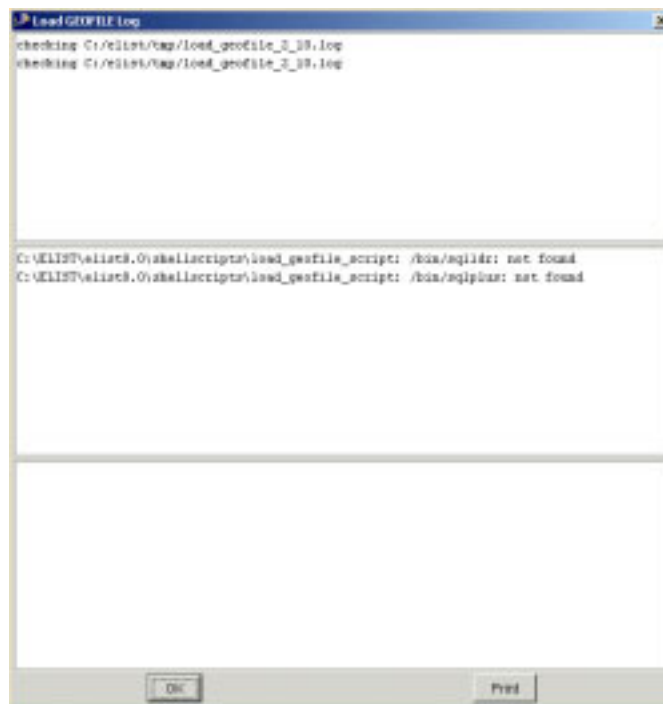 Load GEOFILE Log
checking C:/elist/tmp/load_geofile_2_10.log
checking C:/elist/tmp/load_geofile_2_10.log
C:\ELIST\elist8.0\shellscripts\load_geofile_script: /bin/sqlldr: not found
C:\ELIST\elist8.0\shellscripts\load_geofile_script: /bin/sqlplus: not found
OK
Print